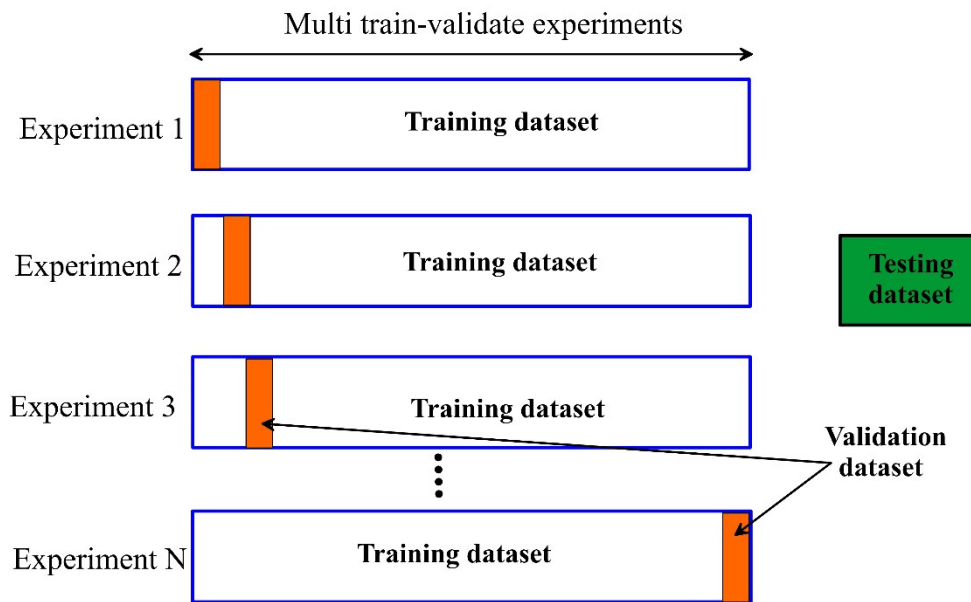 Multi train-validate experiments
Experiment 1
Training dataset
Experiment 2
Training dataset
Testing
dataset
Experiment 3
Training dataset
Validation
dataset
Experiment N
Training dataset